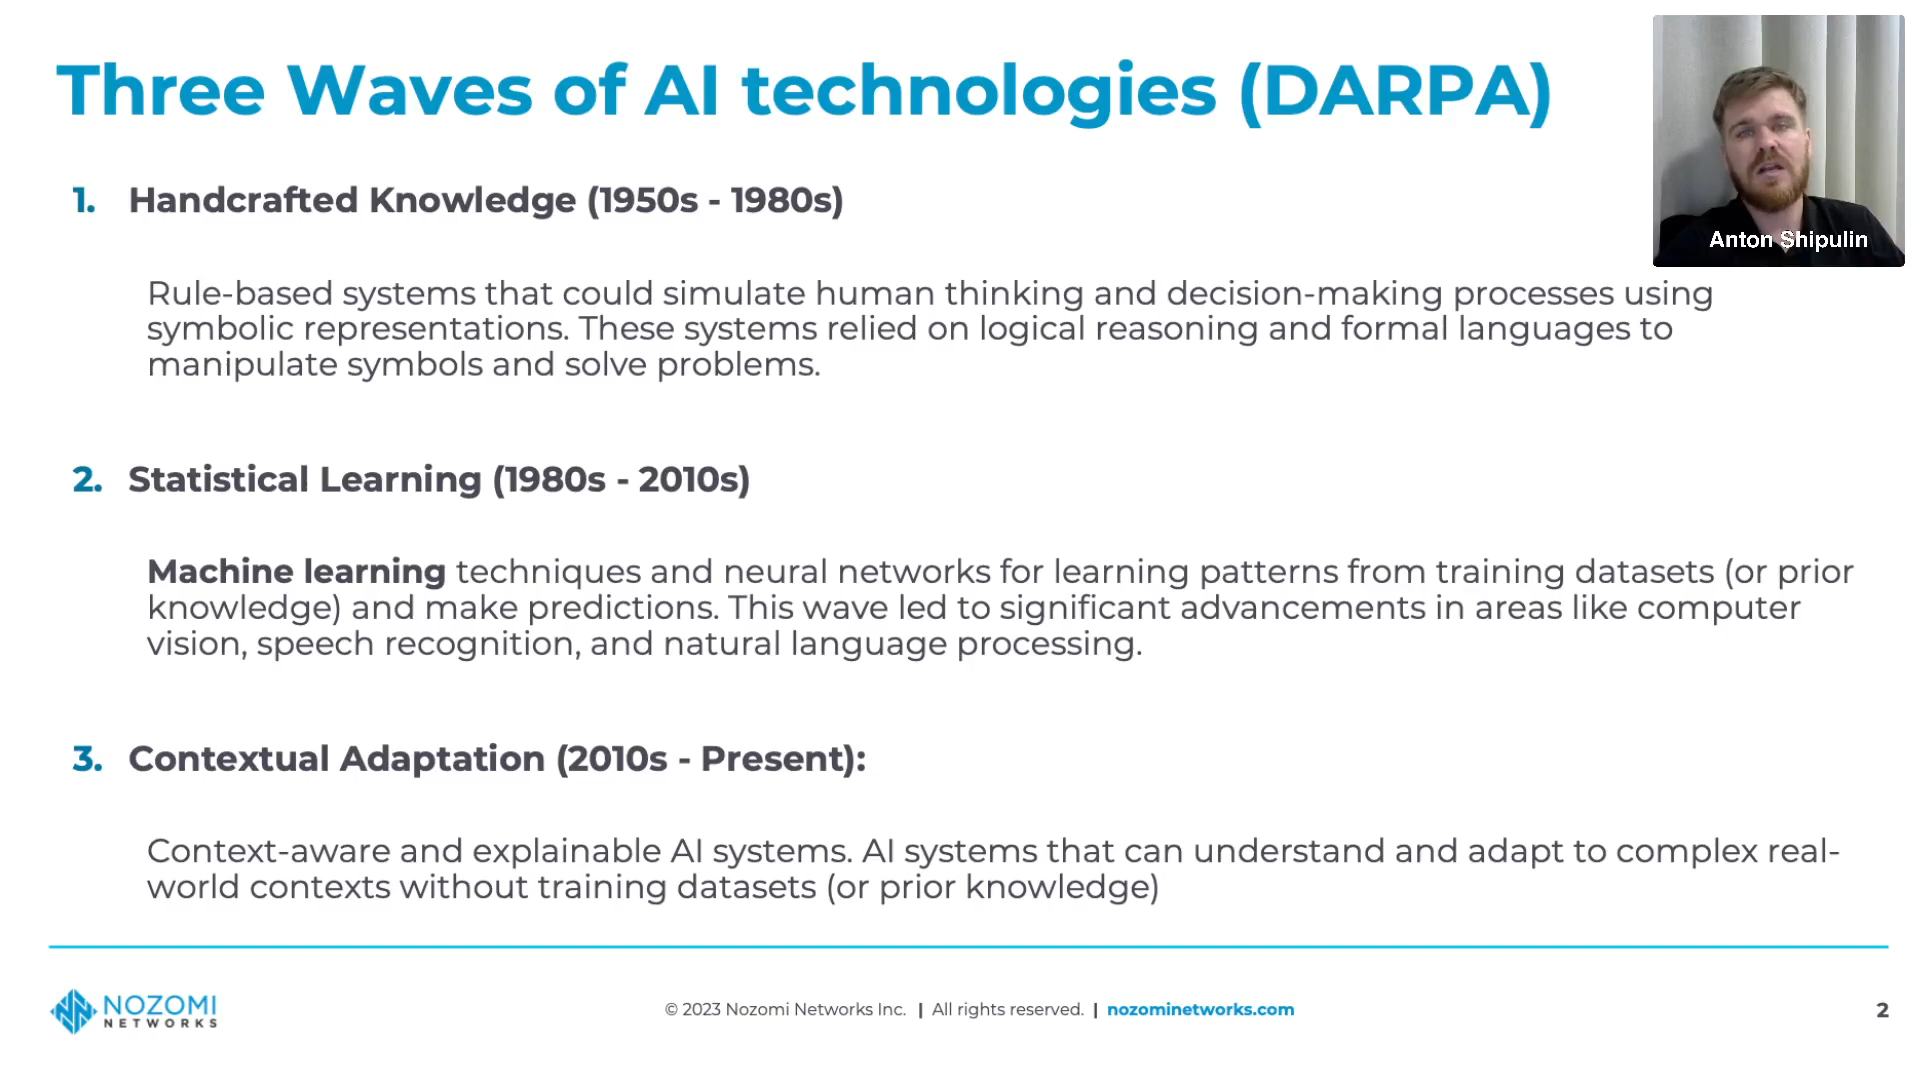 Three Waves of AI technologies (DARPA)
Anton Shipulin
1. Handcrafted Knowledge (1950s - 1980s)
Rule-based systems that could simulate human thinking and decision-making processes using
symbolic representations. These systems relied on logical reasoning and formal languages to
manipulate symbols and solve problems.
2. Statistical Learning (1980s - 2010s)
Machine learning techniques and neural networks for learning patterns from training datasets (or prior
knowledge) and make predictions. This wave led to significant advancements in areas like computer
vision, speech recognition, and natural language processing.
3. Contextual Adaptation (2010s - Present):
Context-aware and explainable AI systems. AI systems that can understand and adapt to complex real-
world contexts without training datasets (or prior knowledge)
NOZOMI
NETWORKS
© 2023 Nozomi Networks Inc. | All rights reserved. | nozominetworks.com
2